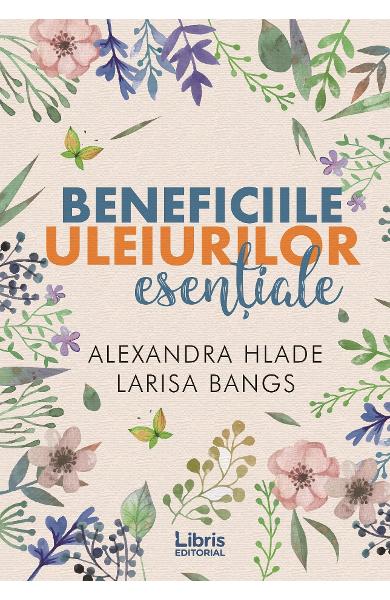 BENEFICIILE
ULEIURILOR
esențiale
ALEXANDRA HLADE
LARISA BANGS
Libris
EDITORIAL